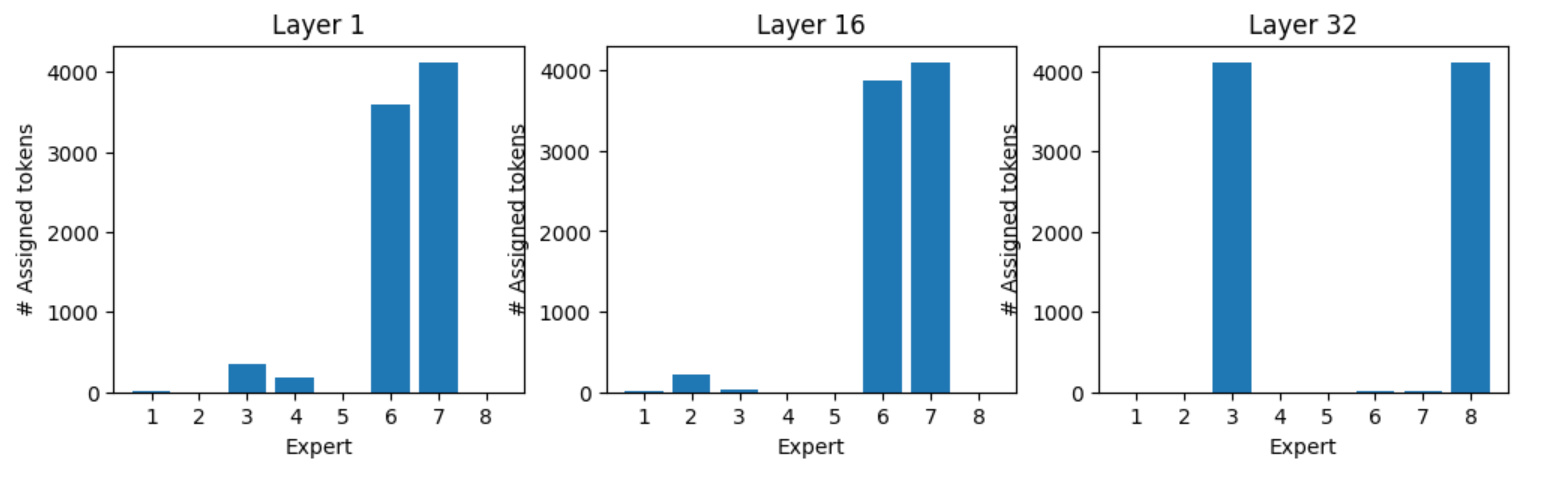 Layer 1
# Assigned tokens
4000
3000
2000
1000
0
1 2 3 4 5 6 7 8
Expert
Layer 16
# Assigned tokens
4000
3000
2000
1000
0
1 2 3 4 5 6 7 8
Expert
Layer 32
# Assigned tokens
4000
3000
2000
1000
0
1 2 3 4 5 6 7 8
Expert